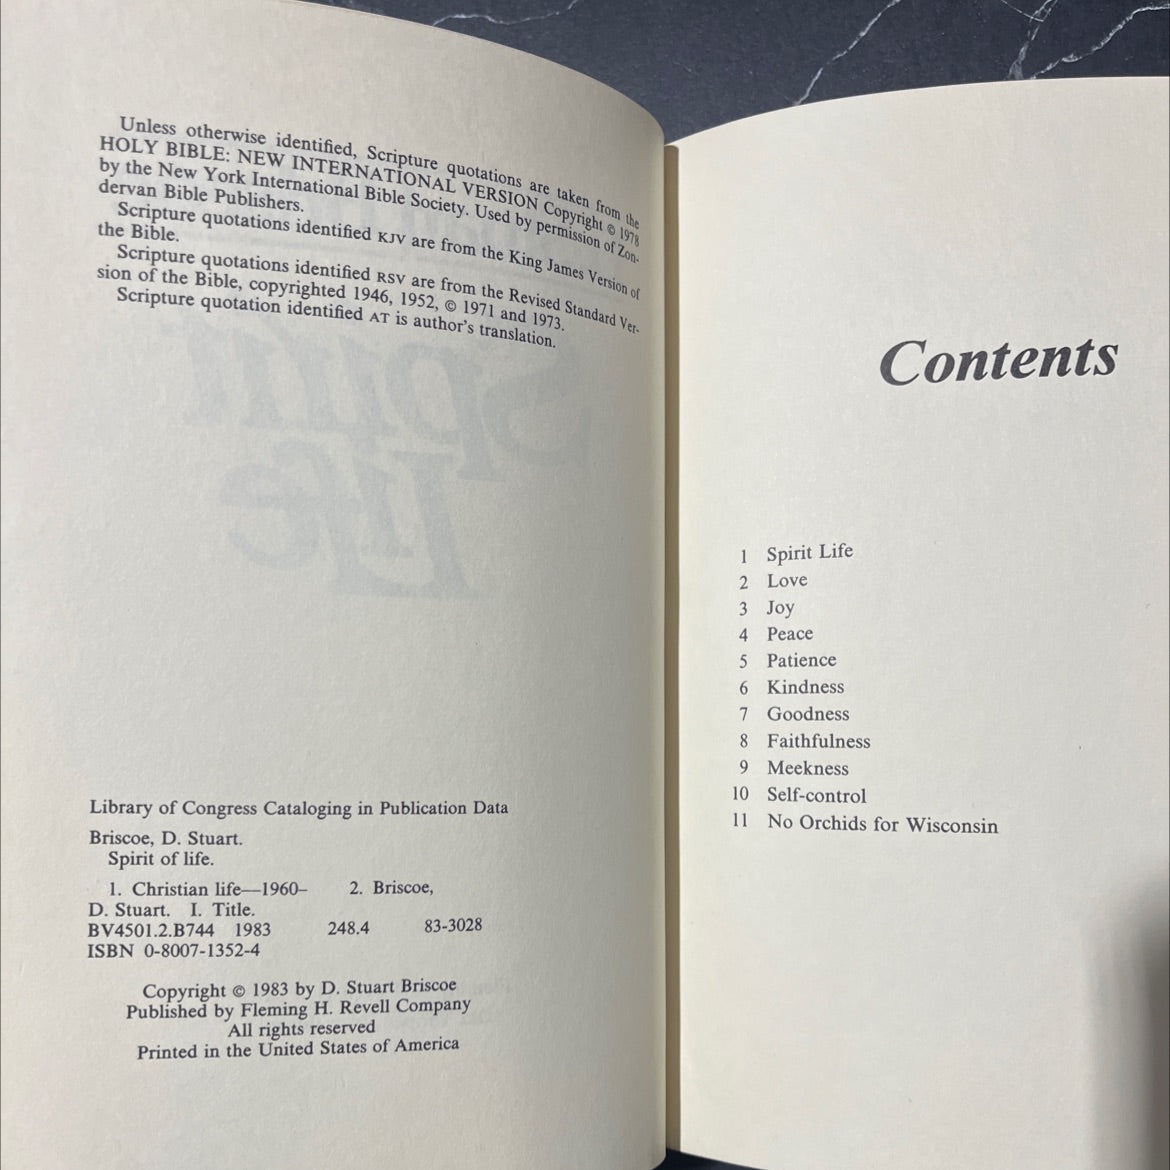 Unless otherwise identified, Scripture quotations are taken from the
HOLY BIBLE: NEW INTERNATIONAL VERSION Copyright © 1978
by the New York International Bible Society. Used by permission of Zon-
dervan Bible Publishers.
Scripture quotations identified KJV are from the King James Version of
the Bible.
Scripture quotations identified RSV are from the Revised Standard Ver-
sion of the Bible, copyrighted 1946, 1952, © 1971 and 1973.
Scripture quotation identified AT is author's translation.
Spirit
Life
Library of Congress Cataloging in Publication Data
Briscoe, D. Stuart.
Spirit of life.
1. Christian life—1960– 2. Briscoe,
D. Stuart. I. Title.
BV4501.2.B744 1983 248.4 83-3028
ISBN 0-8007-1352-4
Copyright © 1983 by D. Stuart Briscoe
Published by Fleming H. Revell Company
All rights reserved
Printed in the United States of America
Contents
1 Spirit Life
2 Love
3 Joy
4 Peace
5 Patience
6 Kindness
7 Goodness
8 Faithfulness
9 Meekness
10 Self-control
11 No Orchids for Wisconsin